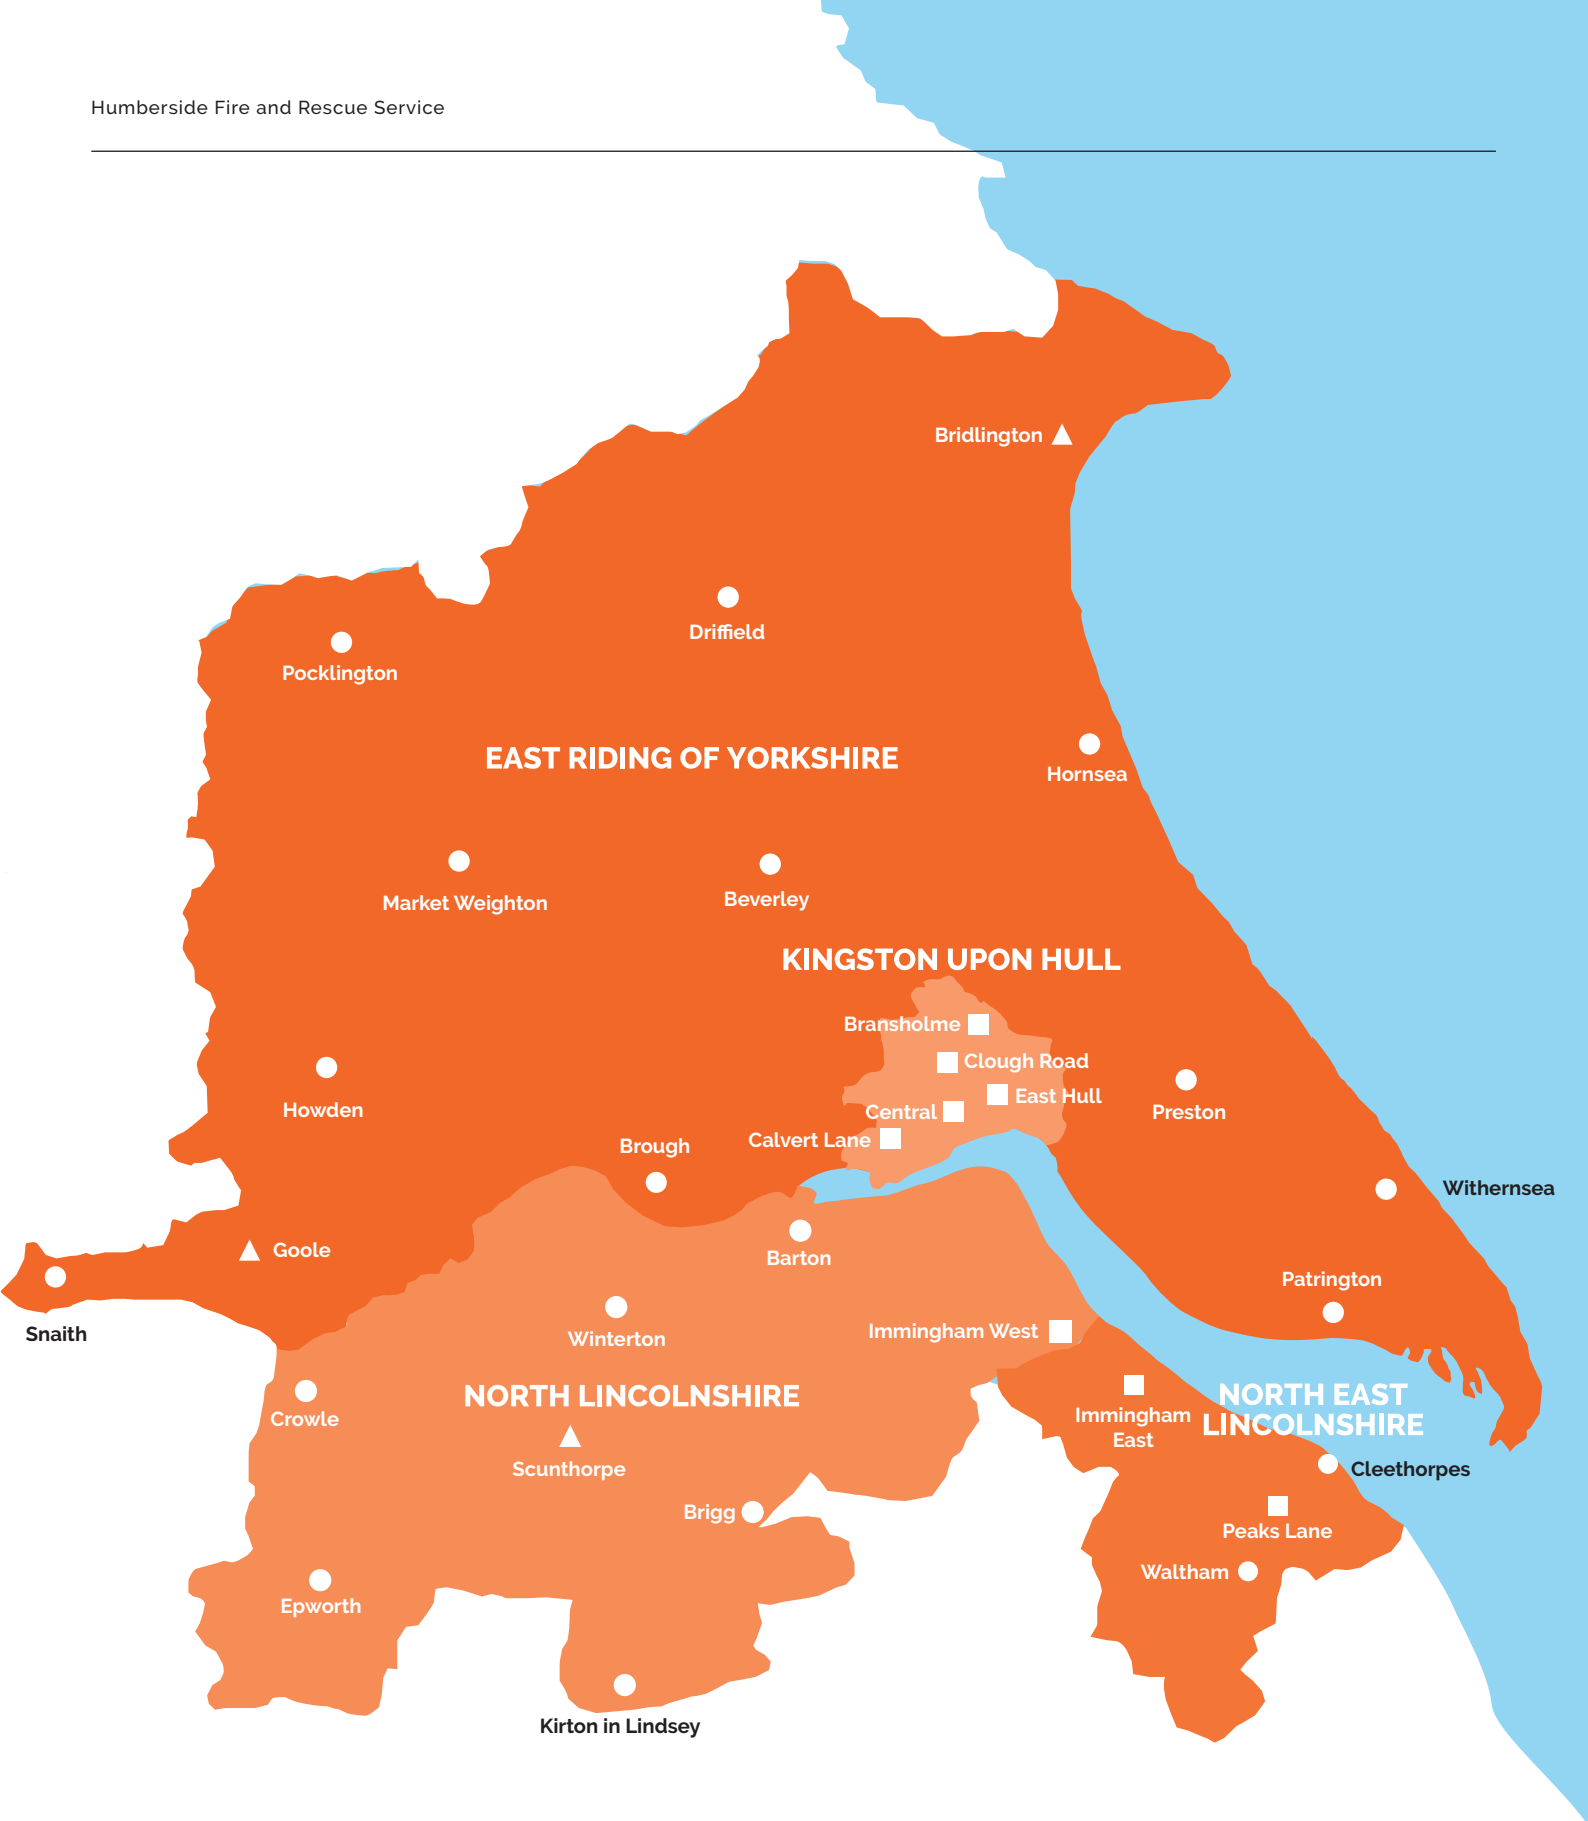 Humberside Fire and Rescue Service
Bridlington
Driffield
Pocklington
EAST RIDING OF YORKSHIRE
Hornsea
Market Weighton
Beverley
KINGSTON UPON HULL
Bransholme
Clough Road
East Hull
Central
Howden
Preston
Calvert Lane
Brough
Withernsea
Goole
Barton
Patrington
Snaith
Winterton
Immingham West
NORTH LINCOLNSHIRE
NORTH EAST
LINCOLNSHIRE
Crowle
Immingham
East
Scunthorpe
Cleethorpes
Brigg
Peaks Lane
Waltham
Epworth
Kirton in Lindsey